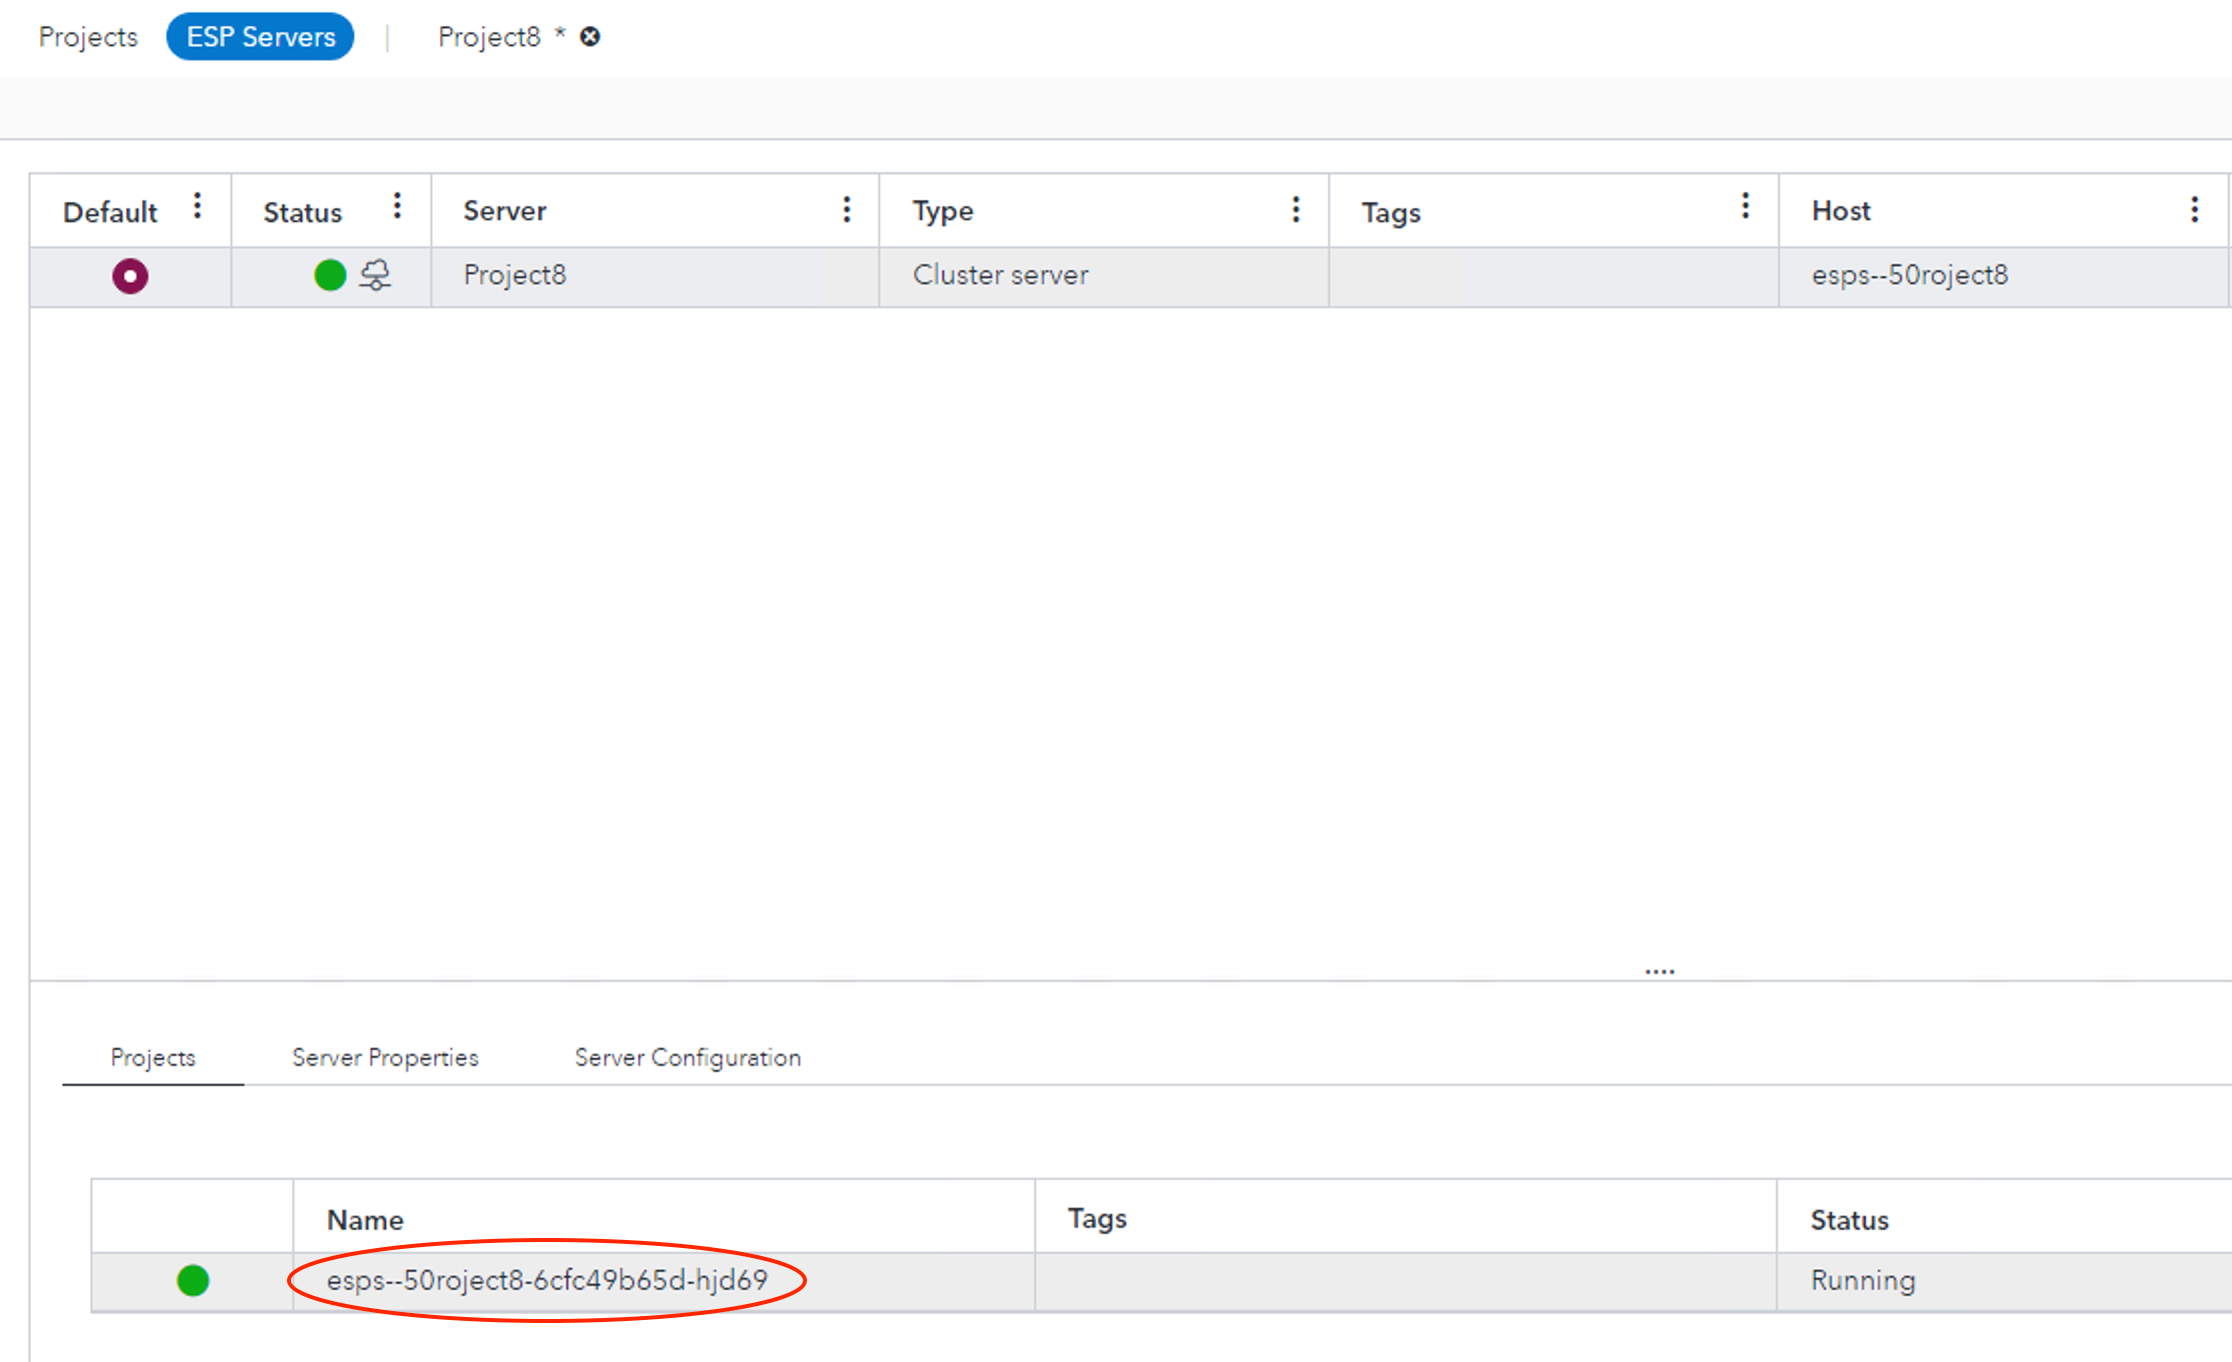 Projects ESP Servers | Project8 *
Default Status Server Type Tags Host
Project8 Cluster server esps--50roject8
Projects Server Properties Server Configuration
Name Tags Status
esps--50roject8-6cfc49b65d-hjd69 Running